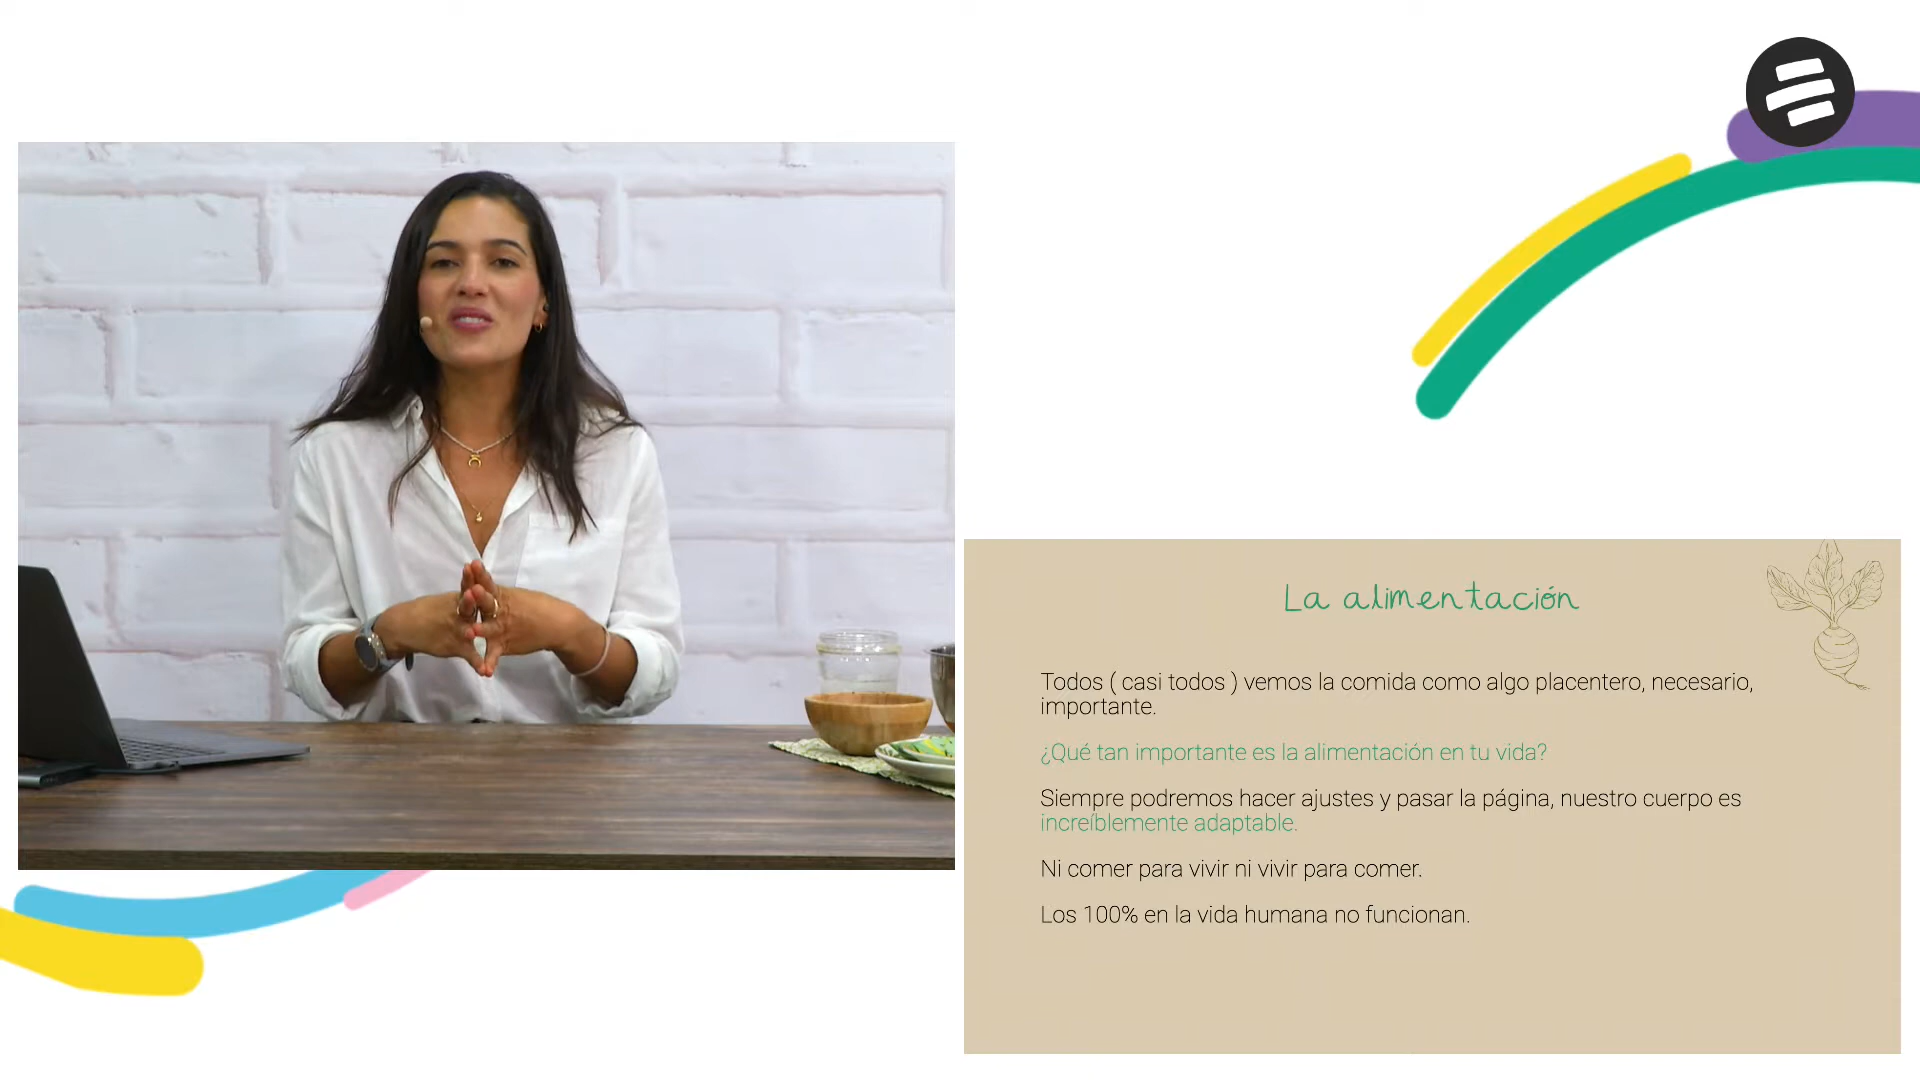 La alimentación
Todos ( casi todos ) vemos la comida como algo placentero, necesario,
importante.
¿Qué tan importante es la alimentación en tu vida?
Siempre podremos hacer ajustes y pasar la página, nuestro cuerpo es
increíblemente adaptable.
Ni comer para vivir ni vivir para comer.
Los 100% en la vida humana no funcionan.